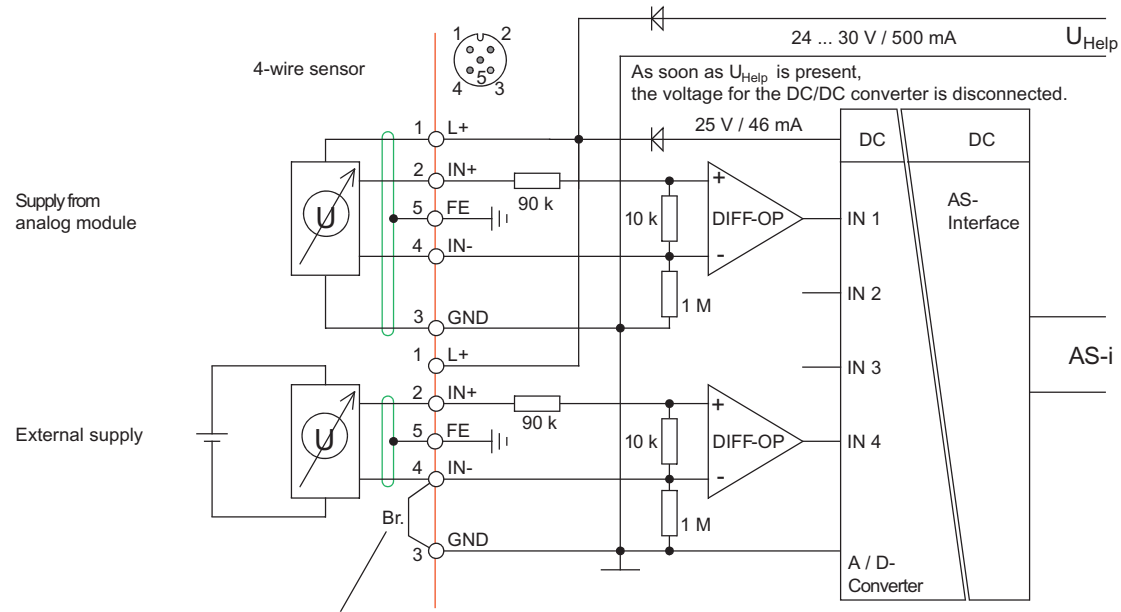 1 2
24 ... 30 V / 500 mA U Help
4-wire sensor
5
4 3
As soon as U Help is present,
the voltage for the DC/DC converter is disconnected.
1 L+
25 V / 46 mA
DC
DC
2 IN+
90 k
+
Supply from
analog module
U
5 FE
10 k
DIFF-OP
IN 1
AS-
Interface
4 IN-
-
IN 2
1 M
3 GND
1 L+
AS-i
IN 3
2 IN+
90 k
+
External supply
U
5 FE
10 k
DIFF-OP
IN 4
4 IN-
-
Br.
1 M
3 GND
A / D-
Converter